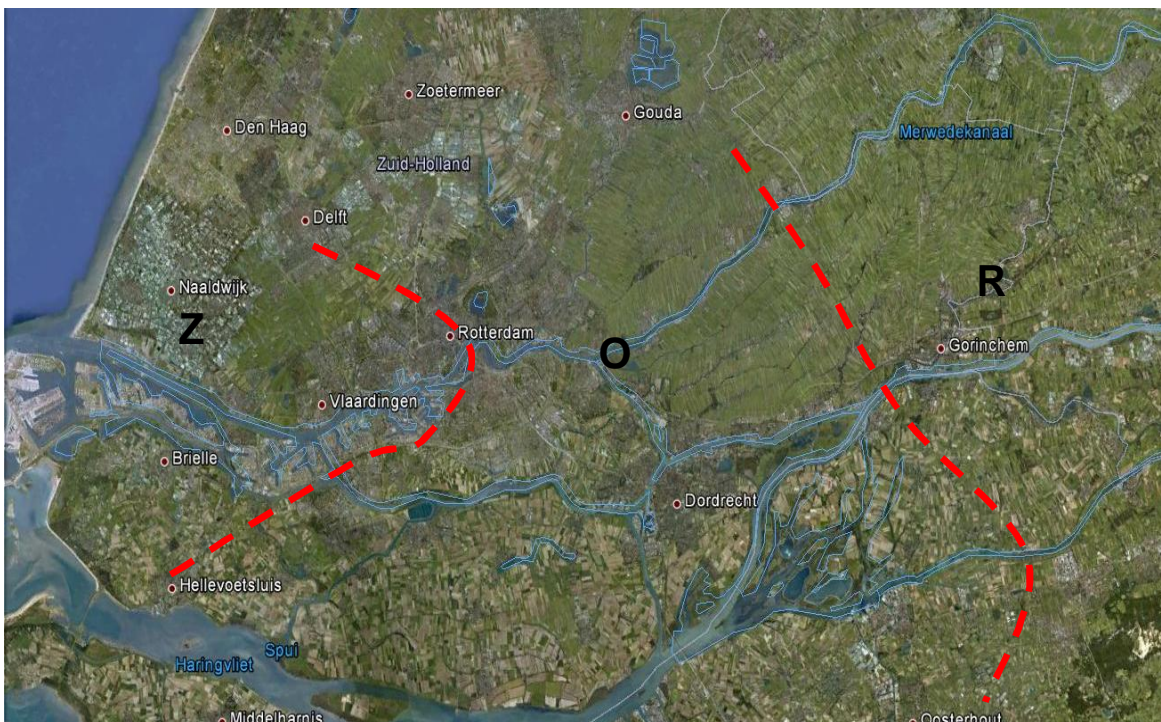 Zoetermeer
Gouda
Den Haag
Merwedekanaal
Zuid-Holland
Delft
Naaldwijk
R
Z
Rotterdam
O
Gorinchem
Vlaardingen
Brielle
Dordrecht
Hellevoetsluis
Spui
Haringvliet
Middelharnis
Oosterhout